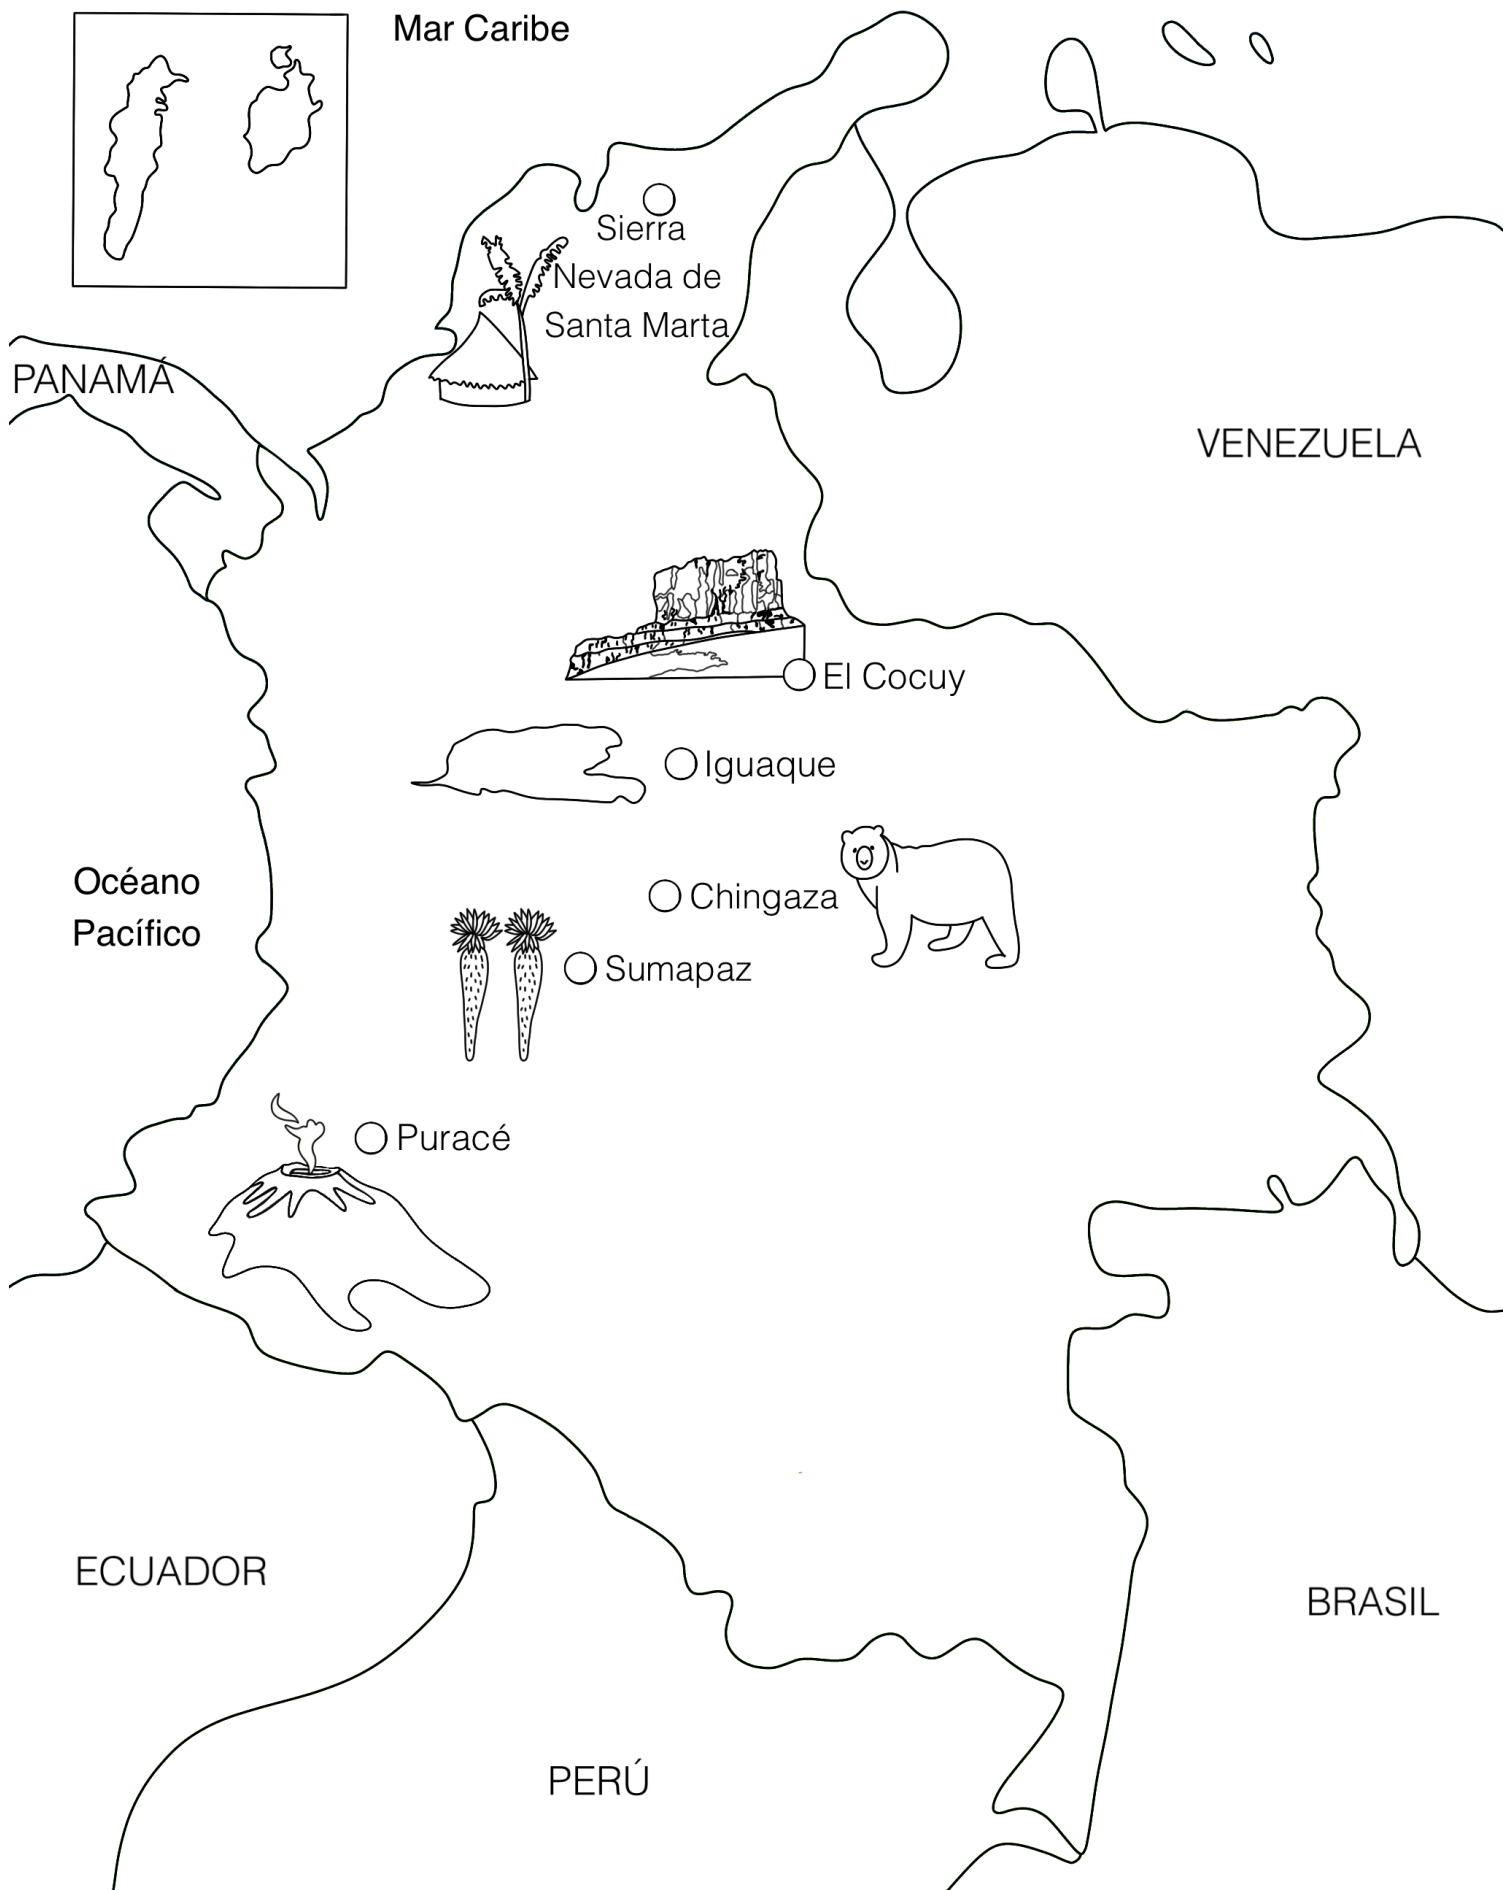 Mar Caribe
Sierra
Nevada de
Santa Marta
PANAMÁ
VENEZUELA
El Cocuy
Iguaque
Océano
Pacífico
Chingaza
Sumapaz
Puracé
ECUADOR
BRASIL
PERÚ